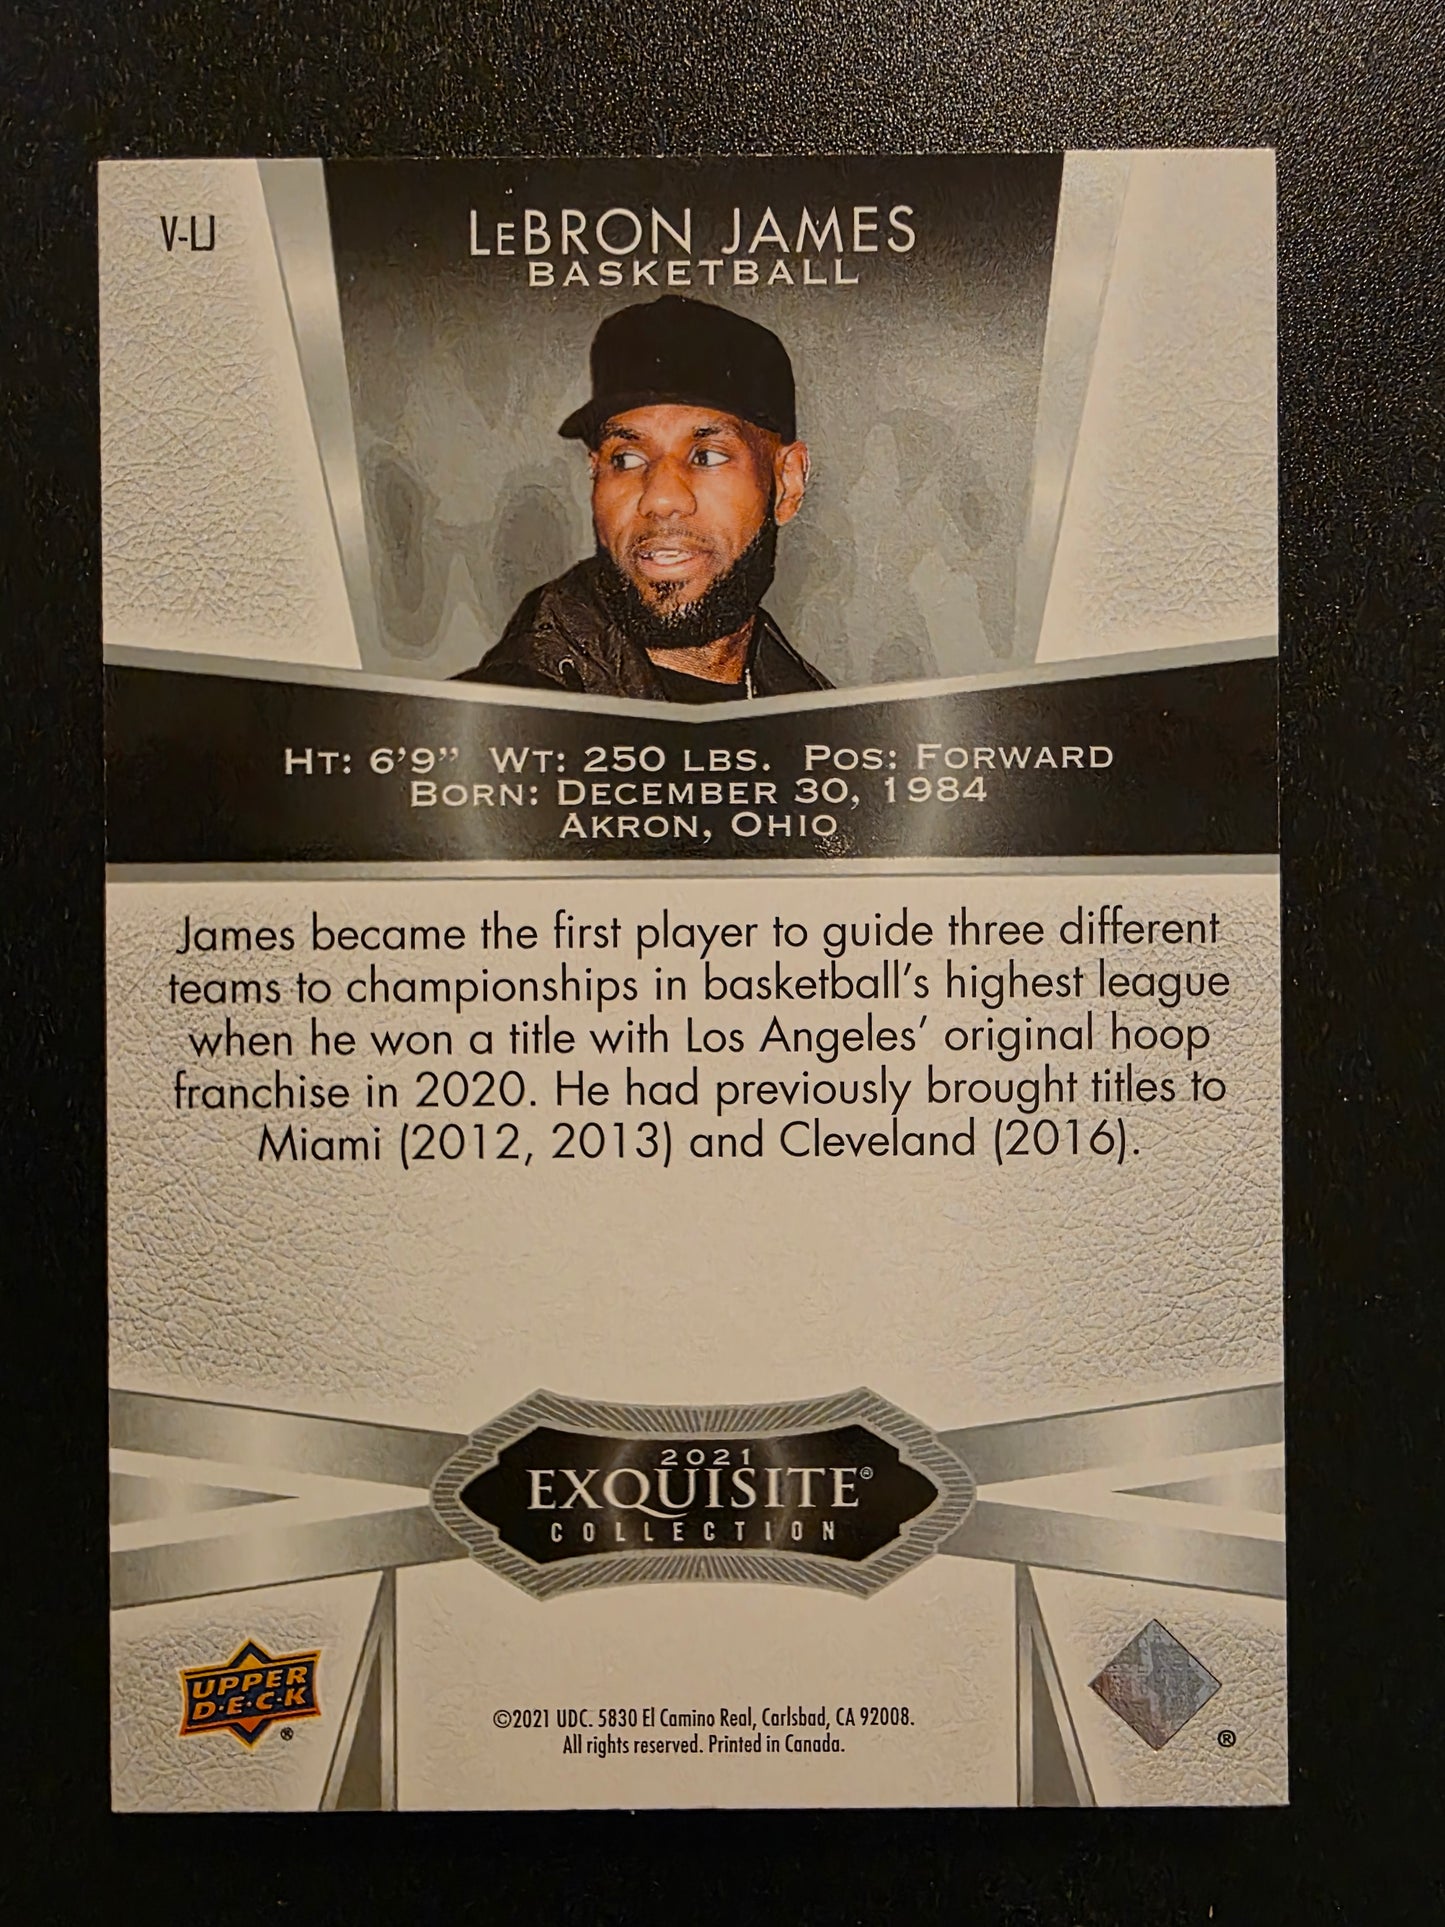 V-LJ
LeBRON JAMES
BASKETBALL
HT: 6'9” WT: 250 LBS. POS: FORWARD
BORN: DECEMBER 30, 1984
AKRON, OHIO
James became the first player to guide three different
teams to championships in basketball's highest league
when he won a title with Los Angeles' original hoop
franchise in 2020. He had previously brought titles to
Miami (2012, 2013) and Cleveland (2016).
2021
EXQUISITE®
COLLECTION
UPPER
D·E·C·K
®
©2021 UDC. 5830 El Camino Real, Carlsbad, CA 92008.
All rights reserved. Printed in Canada.
®